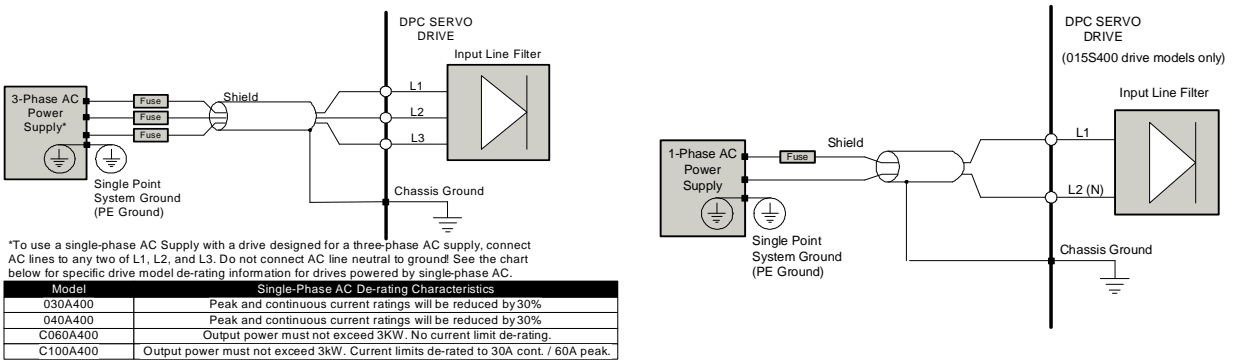 DPC SERVO
DRIVE
Input Line Filter
3-Phase AC
Power
Supply*
Fuse
Fuse
Fuse
Shield
L1
L2
L3
Single Point
System Ground
(PE Ground)
Chassis Ground
*To use a single-phase AC Supply with a drive designed for a three-phase AC supply, connect
AC lines to any two of L1, L2, and L3. Do not connect AC line neutral to ground! See the chart
below for specific drive model de-rating information for drives powered by single-phase AC.
Model Single-Phase AC De-rating Characteristics
030A400 Peak and continuous current ratings will be reduced by 30%
040A400 Peak and continuous current ratings will be reduced by 30%
C060A400 Output power must not exceed 3KW. No current limit de-rating.
C100A400 Output power must not exceed 3kW. Current limits de-rated to 30A cont. / 60A peak.
DPC SERVO
DRIVE
(015S400 drive models only)
Input Line Filter
1-Phase AC
Power
Supply
Fuse
Shield
L1
L2 (N)
Single Point
System Ground
(PE Ground)
Chassis Ground